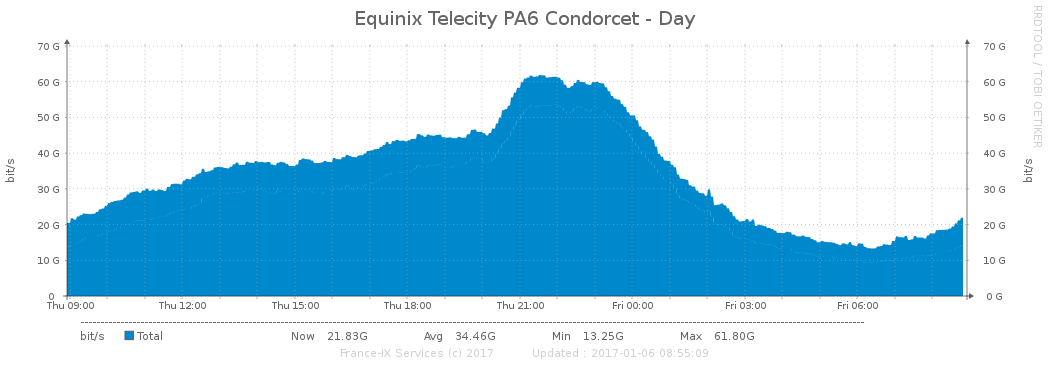 Equinix Telecity PA6 Condorcet - Day
RRDTOOL / TOBI OETIKER
70 G 70 G
60 G 60 G
50 G 50 G
40 G 40 G
30 G 30 G
20 G 20 G
10 G 10 G
0 0 G
bit/s bit/s
Thu 09:00 Thu 12:00 Thu 15:00 Thu 18:00 Thu 21:00 Fri 00:00 Fri 03:00 Fri 06:00
bit/s Total Now 21.83G Avg 34.46G Min 13.25G Max 61.80G
France-IX Services (c) 2017 Updated : 2017-01-06 08:55:09